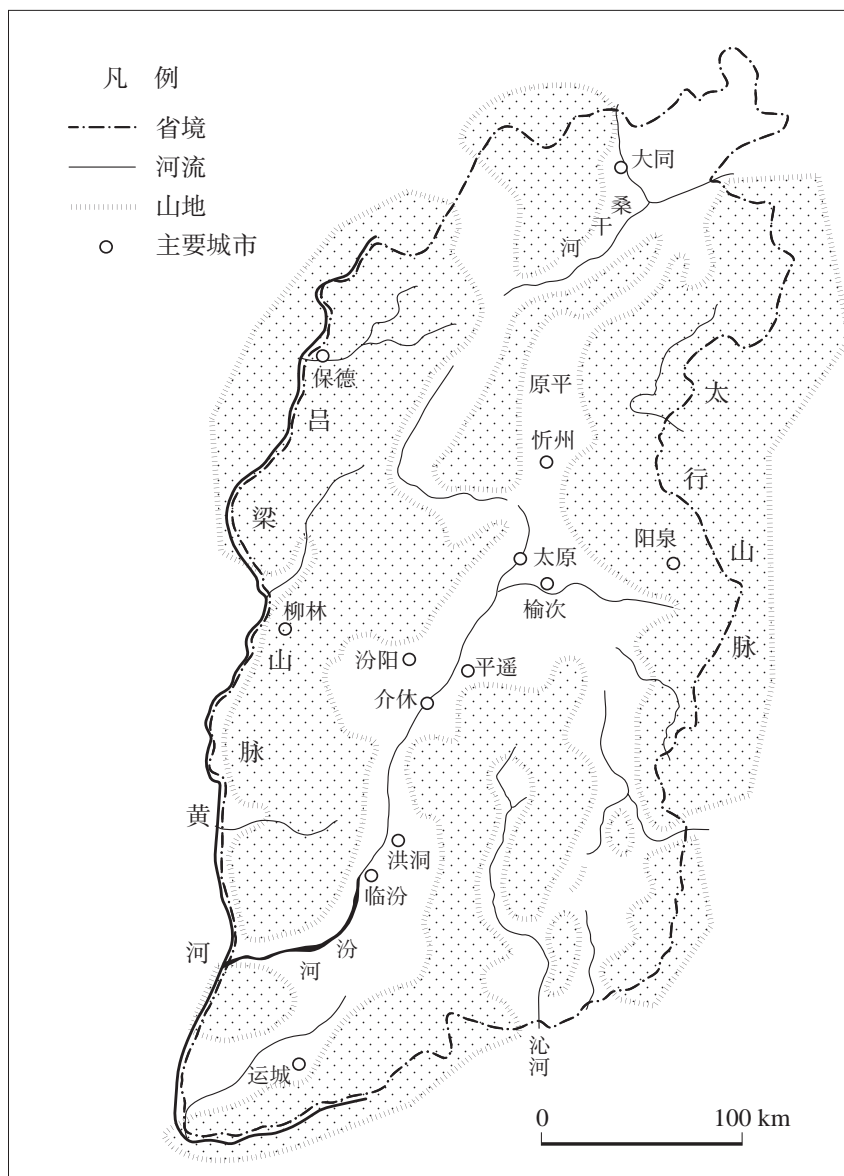 凡 例
省境
河流
山地
主要城市
大同
桑干河
保德
原平
忻州
吕梁山脉
太行山脉
阳泉
太原
榆次
柳林
汾阳
平遥
介休
黄河
洪洞
临汾
汾河
沁河
运城
0 100 km